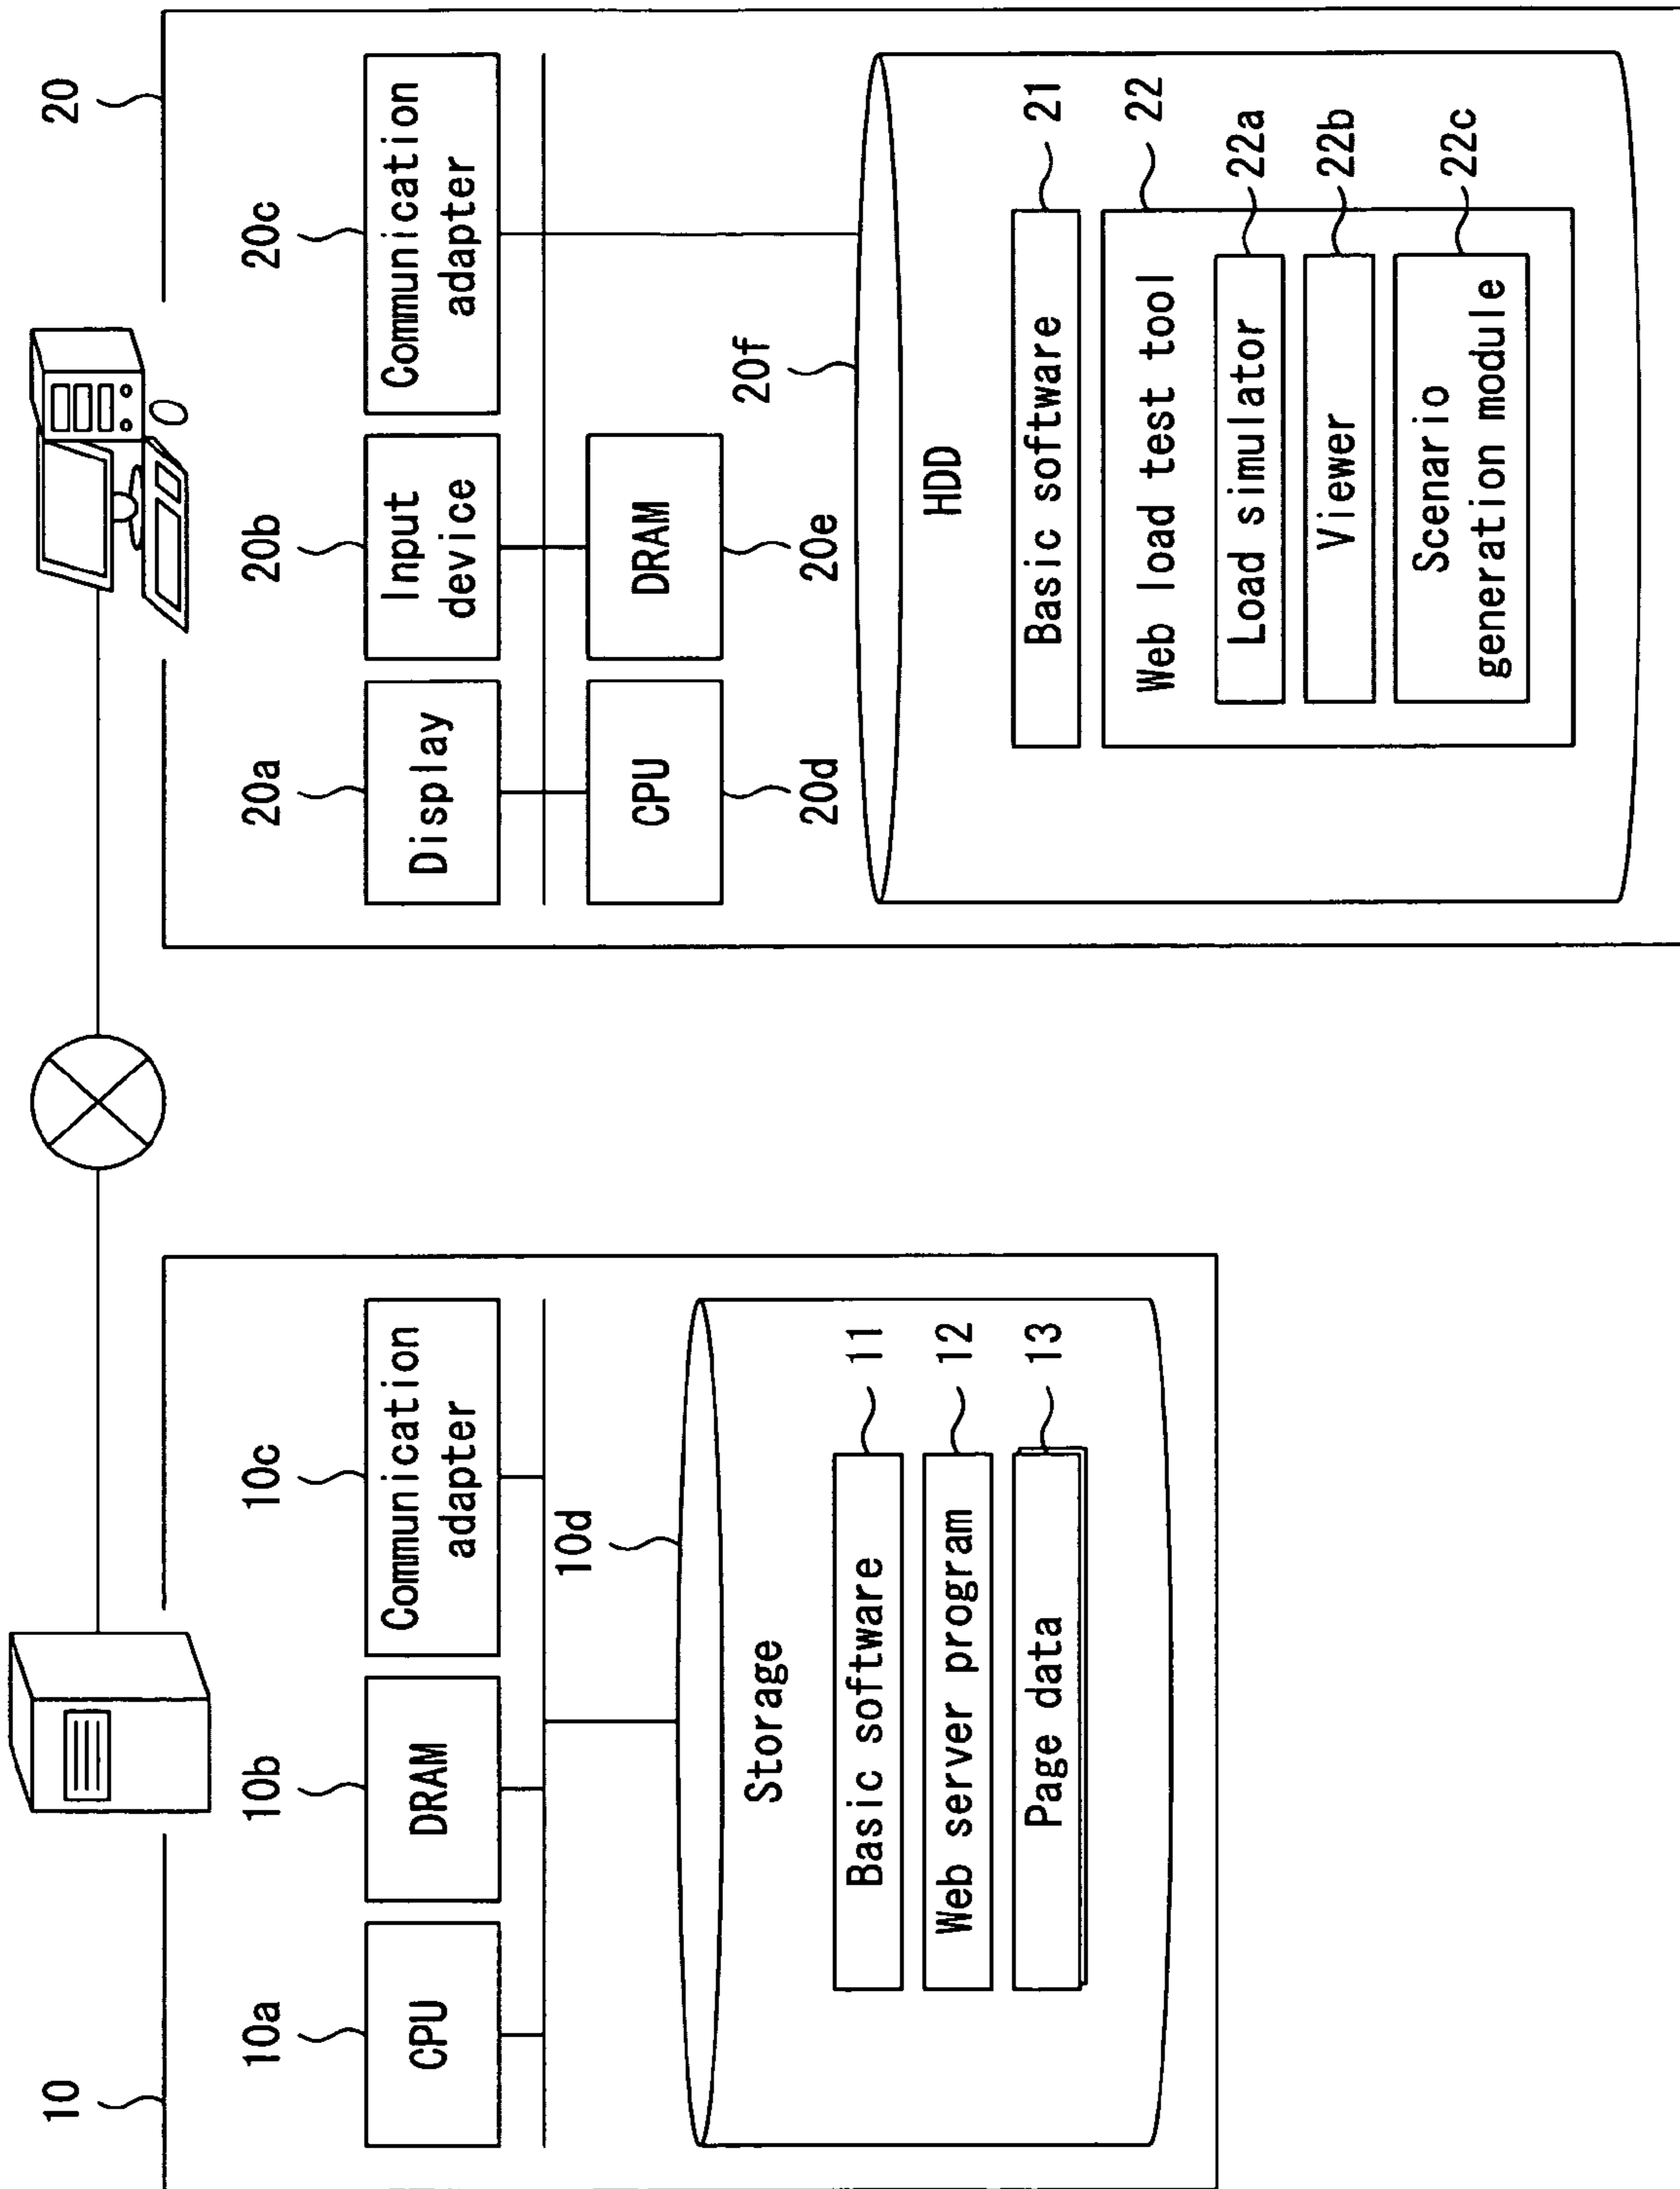 10
10a
10b
10c
CPU
DRAM
Communication
adapter
10d
Storage
Basic software
11
Web server program
12
Page data
13
20
20a
20b
20c
Display
Input
device
Communication
adapter
CPU
DRAM
20d
20e
20f
HDD
Basic software
21
Web load test tool
22
Load simulator
22a
Viewer
22b
Scenario
generation module
22c